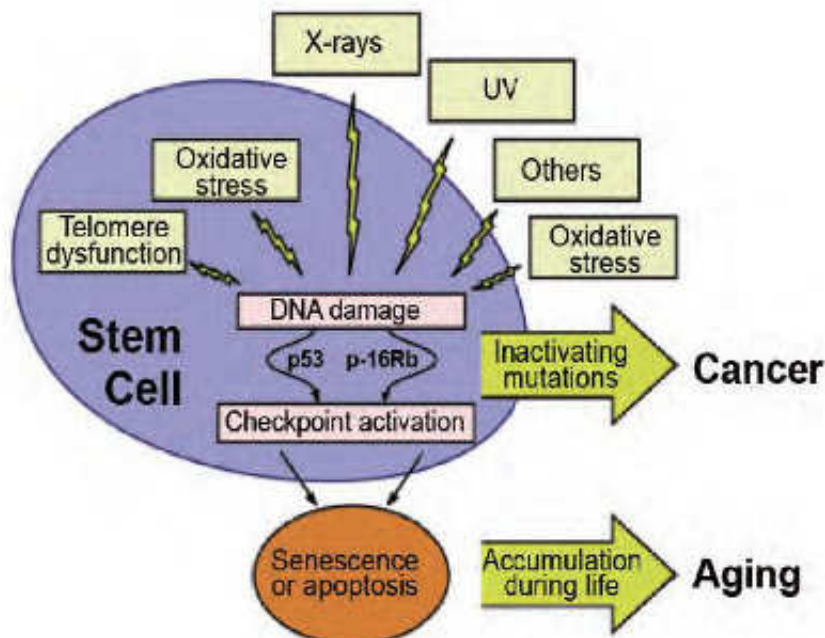 X-rays
UV
Oxidative
stress
Others
Telomere
dysfunction
Oxidative
stress
DNA damage
Stem
Cell
p53 p-16Rb
Inactivating
mutations
Cancer
Checkpoint activation
Senescence
or apoptosis
Accumulation
during life
Aging